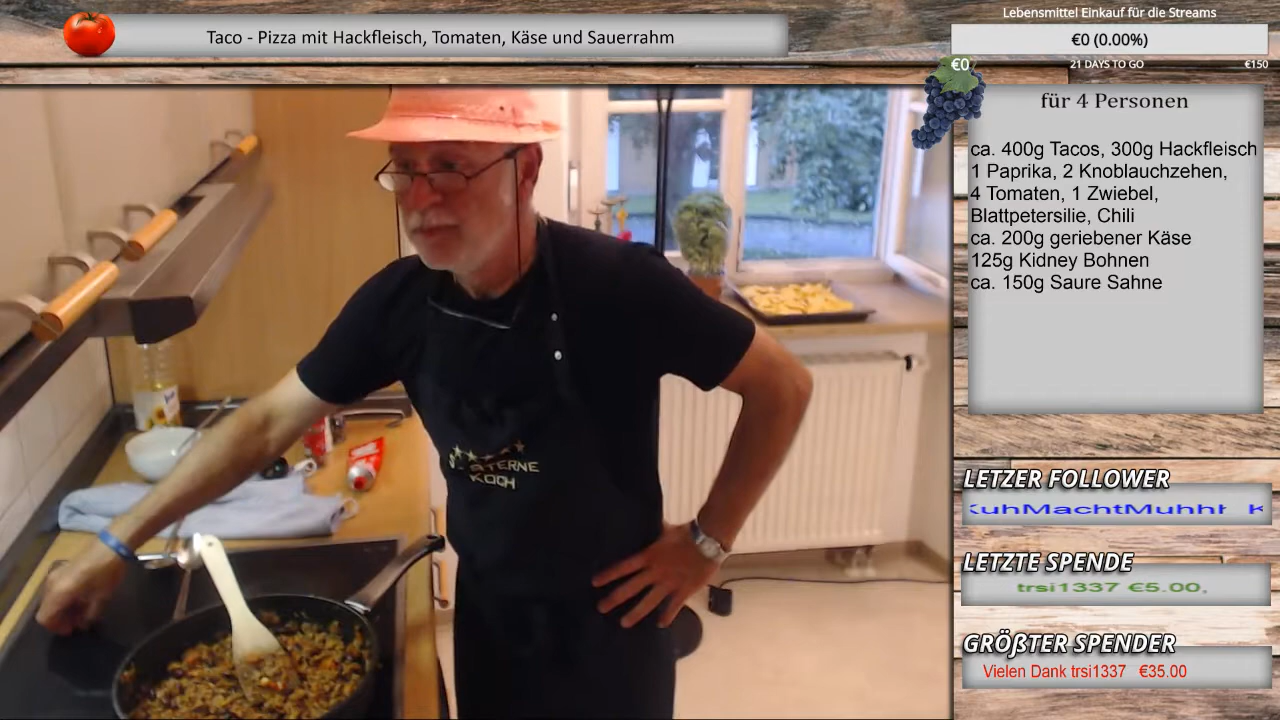 Taco - Pizza mit Hackfleisch, Tomaten, Käse und Sauerrahm
Lebensmittel Einkauf für die Streams
€0 (0.00%)
€0
21 DAYS TO GO
€150
für 4 Personen
ca. 400g Tacos, 300g Hackfleisch
1 Paprika, 2 Knoblauchzehen,
4 Tomaten, 1 Zwiebel,
Blattpetersilie, Chili
ca. 200g geriebener Käse
125g Kidney Bohnen
ca. 150g Saure Sahne
STERNE
KOCH
LETZER FOLLOWER
KuhMachtMuhhh K
LETZTE SPENDE
trsi1337 €5.00,
GRÖßTER SPENDER
Vielen Dank trsi1337 €35.00